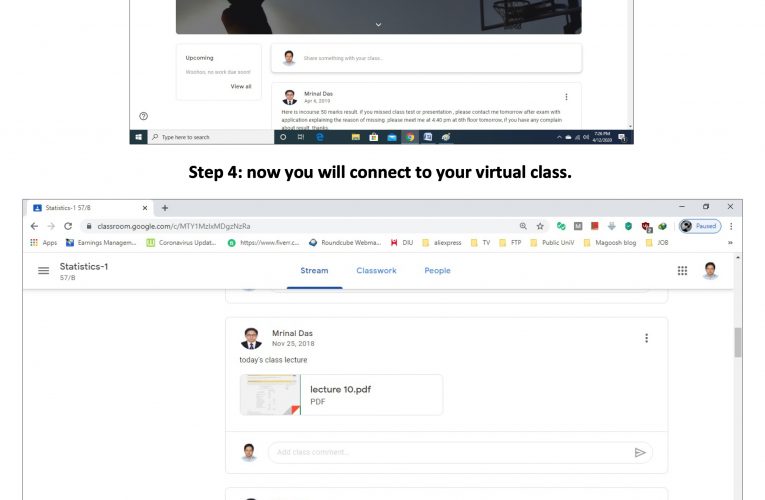 Upcoming
Woohoo, no work due soon!
View all
Share something with your class...
Mrinal Das
Apr 6, 2019
Here is incourse 50 marks result. if you missed class test or presentation , please contact me tomorrow after exam with
application explaining the reason of missing. please meet me at 4.40 pm at 6th floor tomorrow, if you have any complain
about result. thanks.
Type here to search
7:26 PM
4/12/2020
Step 4: now you will connect to your virtual class.
Statistics-1 57/B
classroom.google.com/c/MTY1MzIxMDgzNzRa
Paused
Apps
Earnings Managem...
Coronavirus Updat...
https://www.fiverr.c...
Roundcube Webma...
DIU
aliexpress
TV
FTP
Public UniV
Magoosh blog
JOB
Statistics-1
57/B
Stream
Classwork
People
Mrinal Das
Nov 25, 2018
today's class lecture
lecture 10.pdf
PDF
Add class comment...